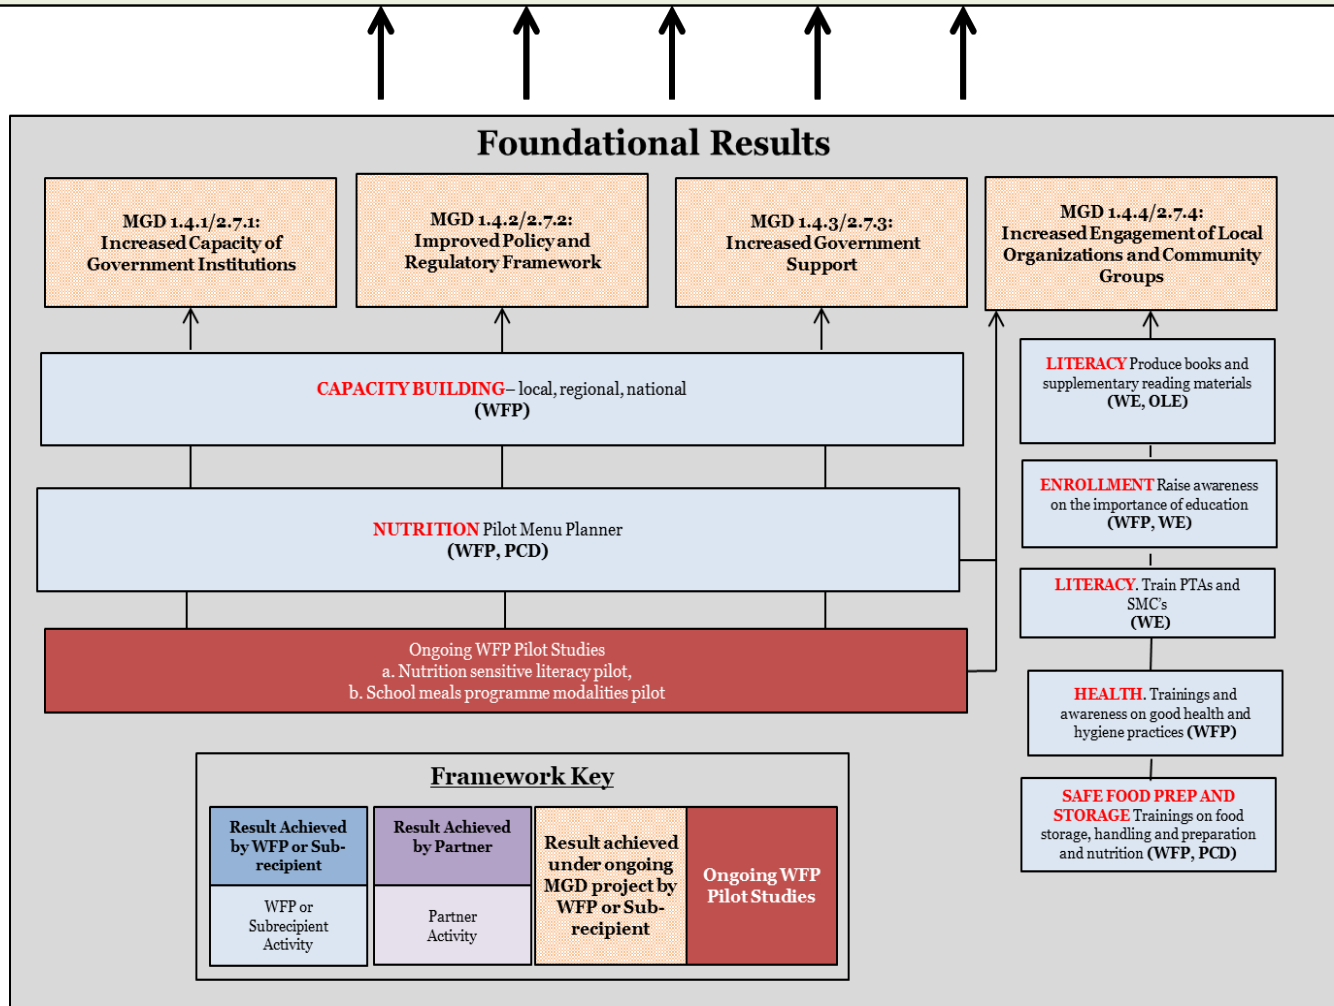 Foundational Results
MGD 1.4.1/2.7.1:
Increased Capacity of
Government Institutions
MGD 1.4.2/2.7.2:
Improved Policy and
Regulatory Framework
MGD 1.4.3/2.7.3:
Increased Government
Support
MGD 1.4.4/2.7.4:
Increased Engagement of Local
Organizations and Community
Groups
CAPACITY BUILDING– local, regional, national
(WFP)
NUTRITION Pilot Menu Planner
(WFP, PCD)
Ongoing WFP Pilot Studies
a. Nutrition sensitive literacy pilot,
b. School meals programme modalities pilot
LITERACY Produce books and
supplementary reading materials
(WE, OLE)
ENROLLMENT Raise awareness
on the importance of education
(WFP, WE)
LITERACY. Train PTAs and
SMC's
(WE)
HEALTH. Trainings and
awareness on good health and
hygiene practices (WFP)
SAFE FOOD PREP AND
STORAGE Trainings on food
storage, handling and preparation
and nutrition (WFP, PCD)
Framework Key
Result Achieved
by WFP or Sub-
recipient
WFP or
Subrecipient
Activity
Result Achieved
by Partner
Partner
Activity
Result achieved
under ongoing
MGD project by
WFP or Sub-
recipient
Ongoing WFP
Pilot Studies